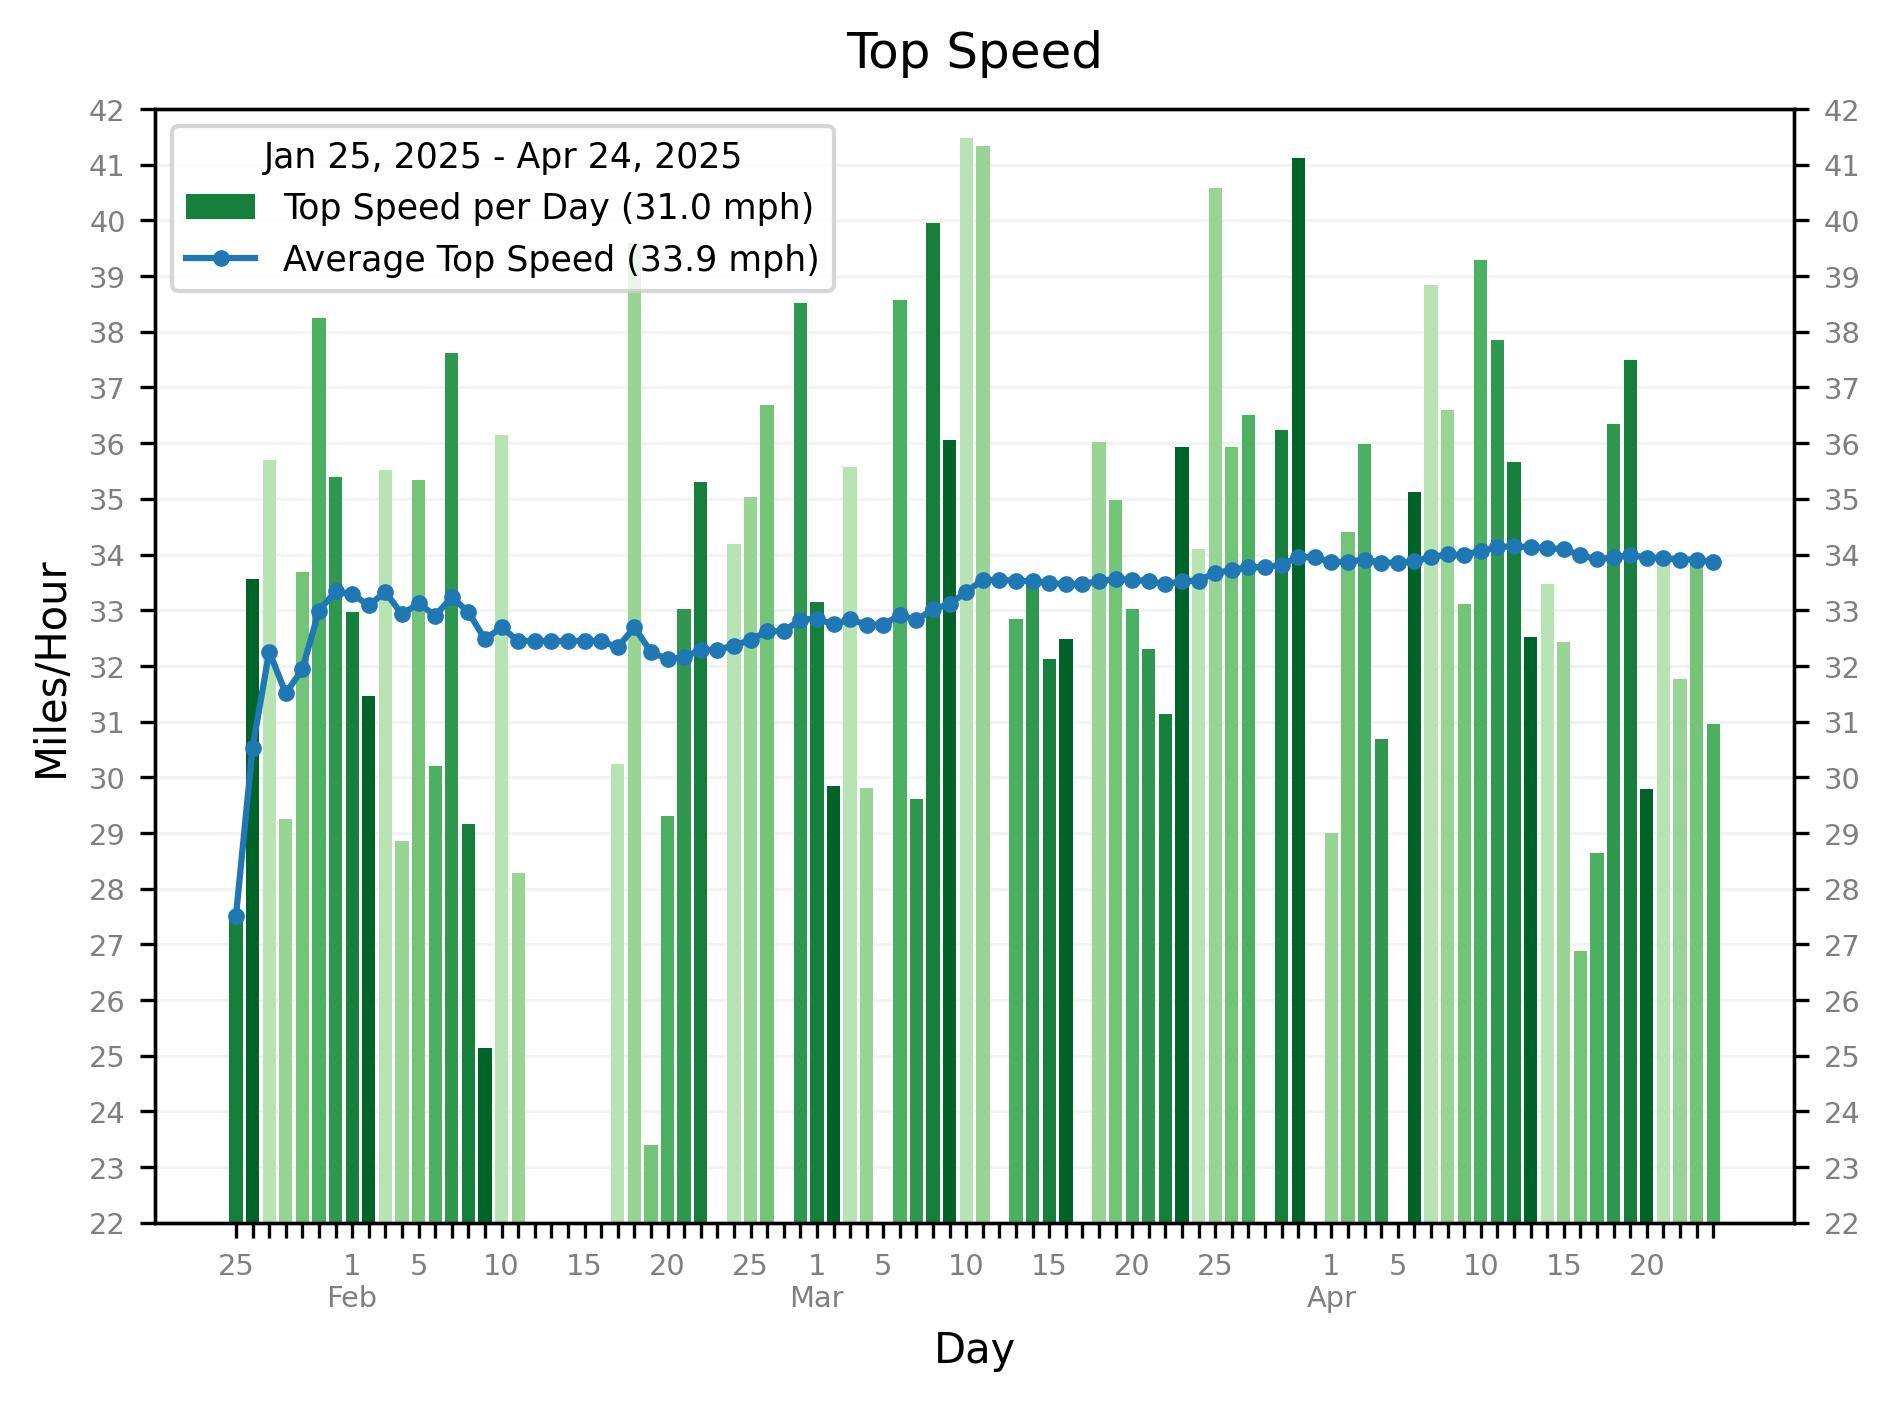 Top Speed
Jan 25, 2025 - Apr 24, 2025
Top Speed per Day (31.0 mph)
Average Top Speed (33.9 mph)
Miles/Hour
42 42
41 41
40 40
39 39
38 38
37 37
36 36
35 35
34 34
33 33
32 32
31 31
30 30
29 29
28 28
27 27
26 26
25 25
24 24
23 23
22 22
25 1 5 10 15 20 25 1 5 10 15 20 25 1 5 10 15 20
Feb Mar Apr
Day